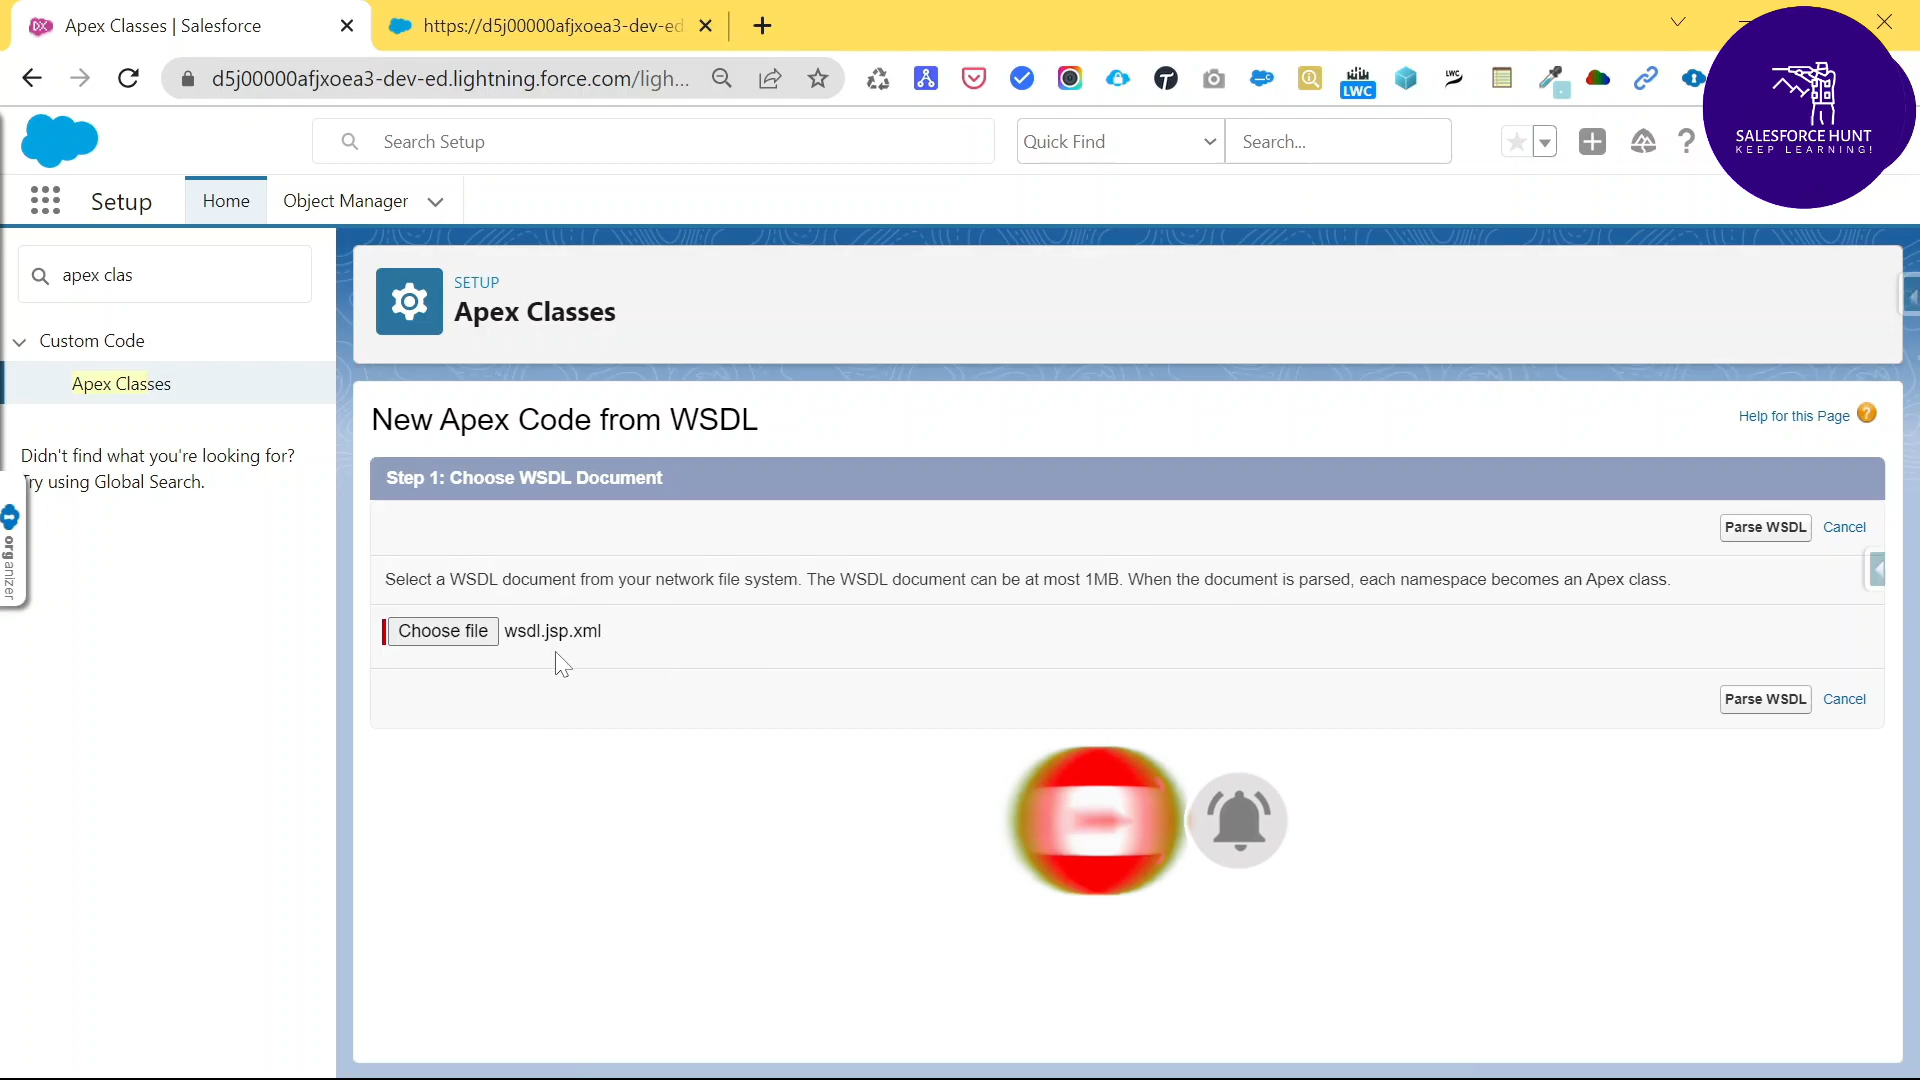 Apex Classes | Salesforce
https://d5j00000afjxoea3-dev-ed
d5j00000afjxoea3-dev-ed.lightning.force.com/ligh...
LWC
LWC
SALESFORCE HUNT
KEEP LEARNING!
Search Setup
Quick Find
Search...
Setup
Home
Object Manager
apex clas
SETUP
Apex Classes
Custom Code
Apex Classes
Didn't find what you're looking for?
Try using Global Search.
organizer
New Apex Code from WSDL
Help for this Page
Step 1: Choose WSDL Document
Parse WSDL Cancel
Select a WSDL document from your network file system. The WSDL document can be at most 1MB. When the document is parsed, each namespace becomes an Apex class.
Choose file wsdl.jsp.xml
Parse WSDL Cancel